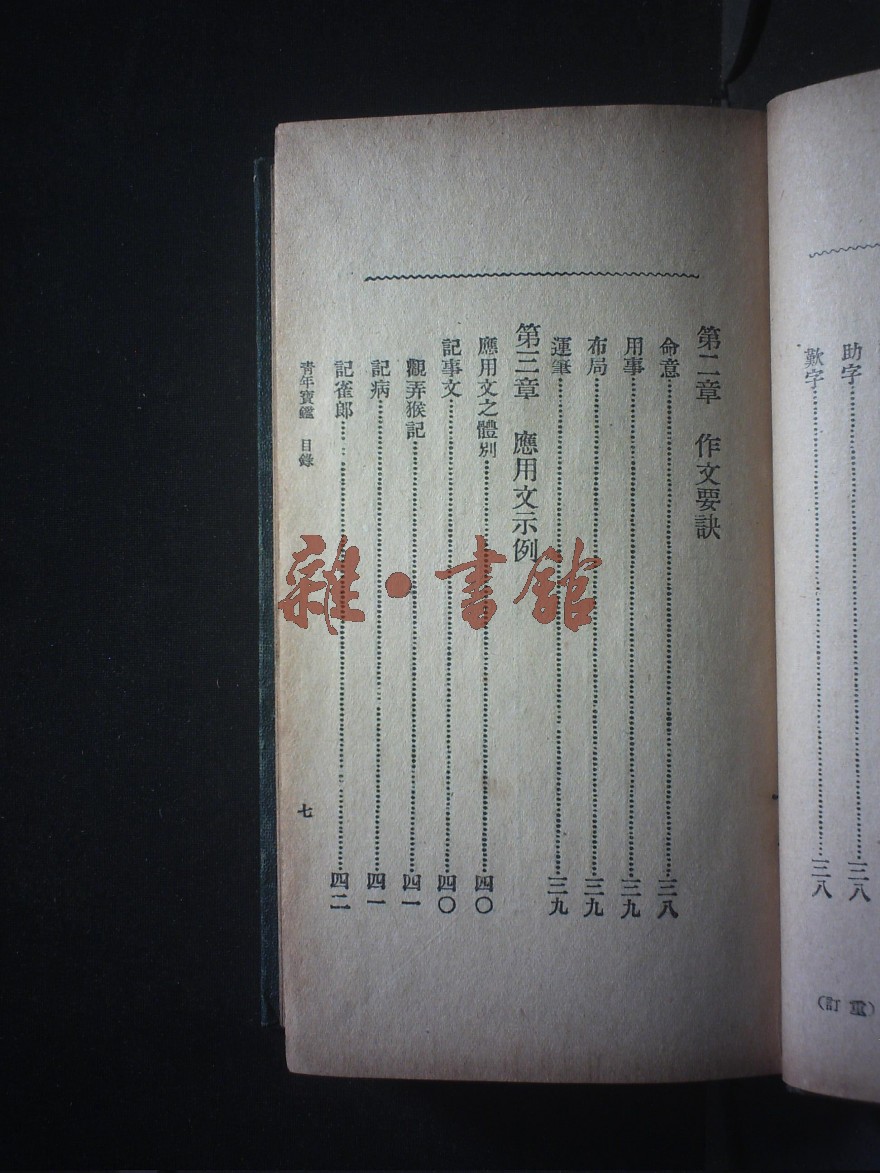 助字……三八
歎字……三八
(重訂)
第二章　作文要訣
命意……三八
用事……三九
布局……三九
運筆……三九
第三章　應用文示例
應用文之體別……四〇
記事文……四〇
觀弄猴記……四一
記病……四一
記雀郎……四二
青年寶鑑　目錄
七
雜·書館